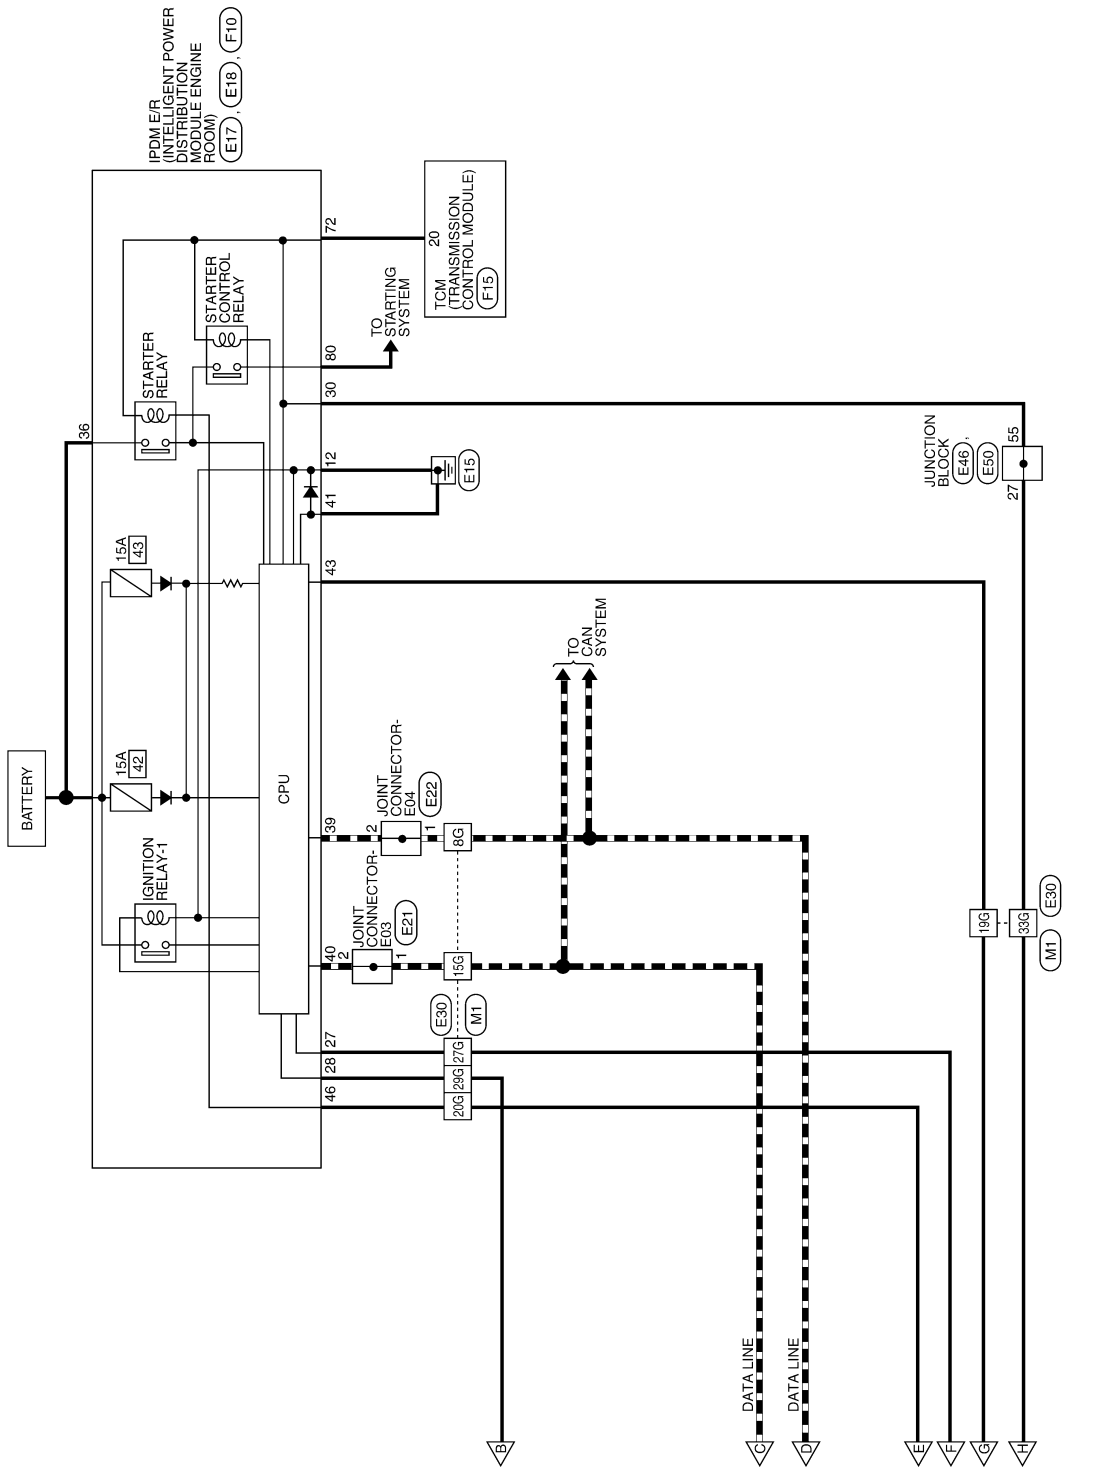 IPDM E/R
(INTELLIGENT POWER
DISTRIBUTION
MODULE ENGINE
ROOM)
E17 , E18 , F10
BATTERY
36
15A
43
15A
42
STARTER
RELAY
STARTER
CONTROL
RELAY
IGNITION
RELAY-1
CPU
72
80
30
12
41
43
39
40
27
28
46
20
TCM
(TRANSMISSION
CONTROL MODULE)
F15
TO
STARTING
SYSTEM
E15
JUNCTION
BLOCK
E46 ,
E50
55
27
TO
CAN
SYSTEM
JOINT
CONNECTOR-
E04
E22
2
1
8G
JOINT
CONNECTOR-
E03
E21
2
1
15G
E30
M1
27G
29G
20G
19G
33G
E30
M1
DATA LINE
DATA LINE
B
C
D
E
F
G
H